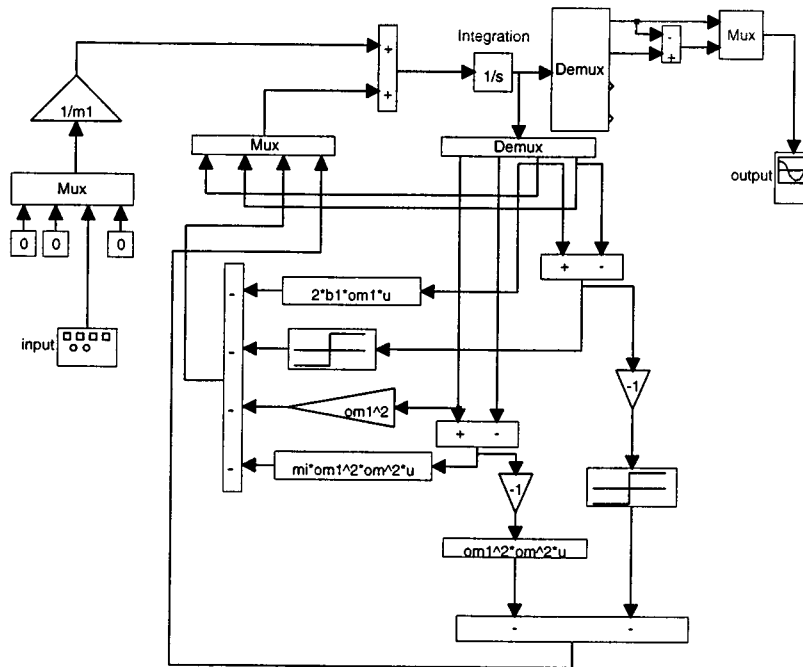 Integration
+
+
1/s
Demux
-
+
Mux
1/m1
Mux
Demux
output
Mux
0
0
0
+ -
-
2*b1*om1*u
input
-
-1
-
om1^2
+ -
-
mi*om1^2*om^2*u
-1
om1^2*om^2*u
- -